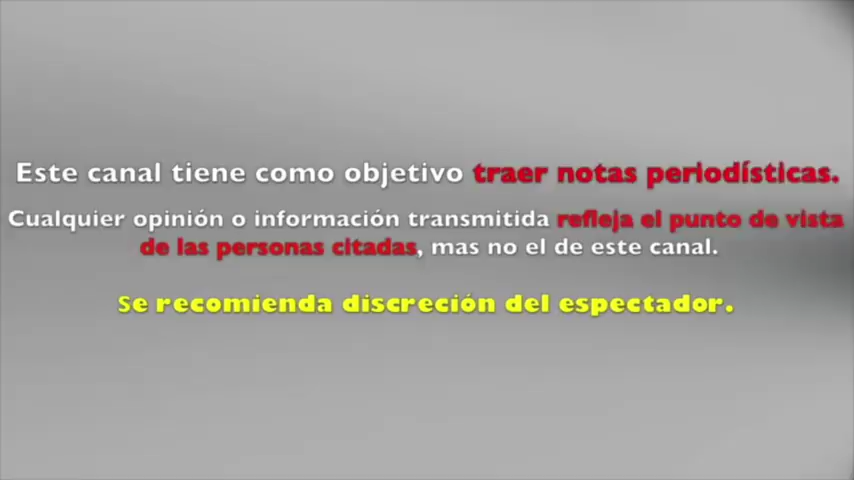 Este canal tiene como objetivo traer notas periodísticas.
Cualquier opinión o información transmitida refleja el punto de vista
de las personas citadas, mas no el de este canal.
Se recomienda discreción del espectador.